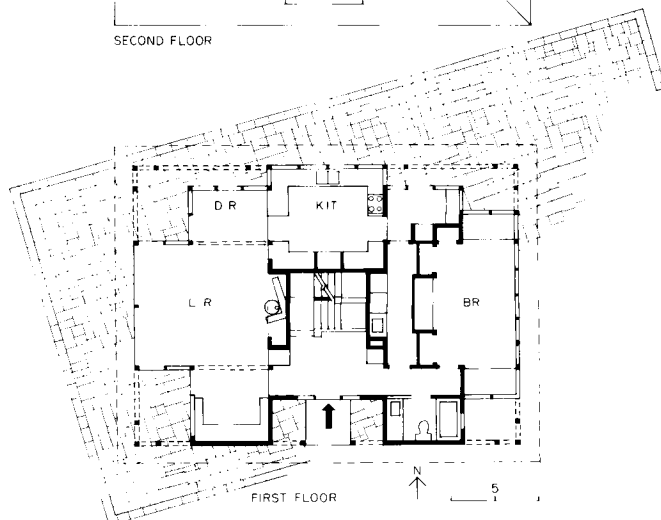 SECOND FLOOR
D R
KIT
L R
BR
N
5
FIRST FLOOR